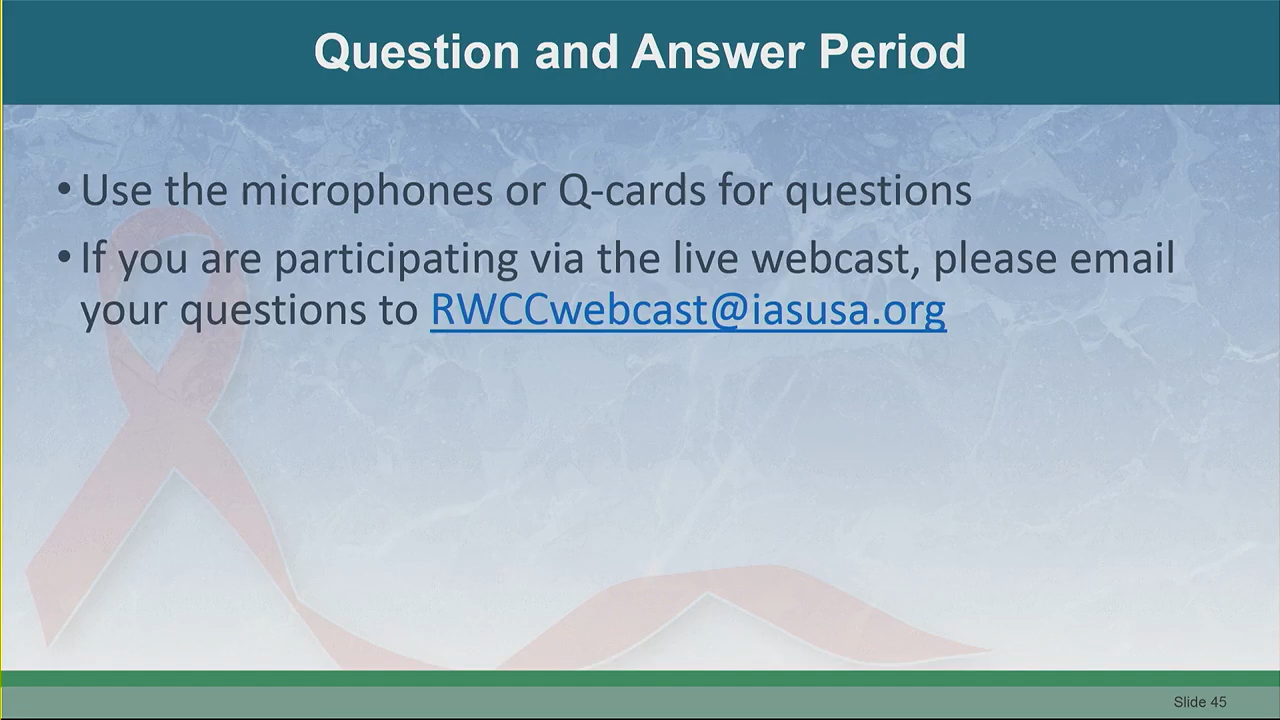 Question and Answer Period
• Use the microphones or Q-cards for questions
• If you are participating via the live webcast, please email
your questions to RWCCwebcast@iasusa.org
Slide 45